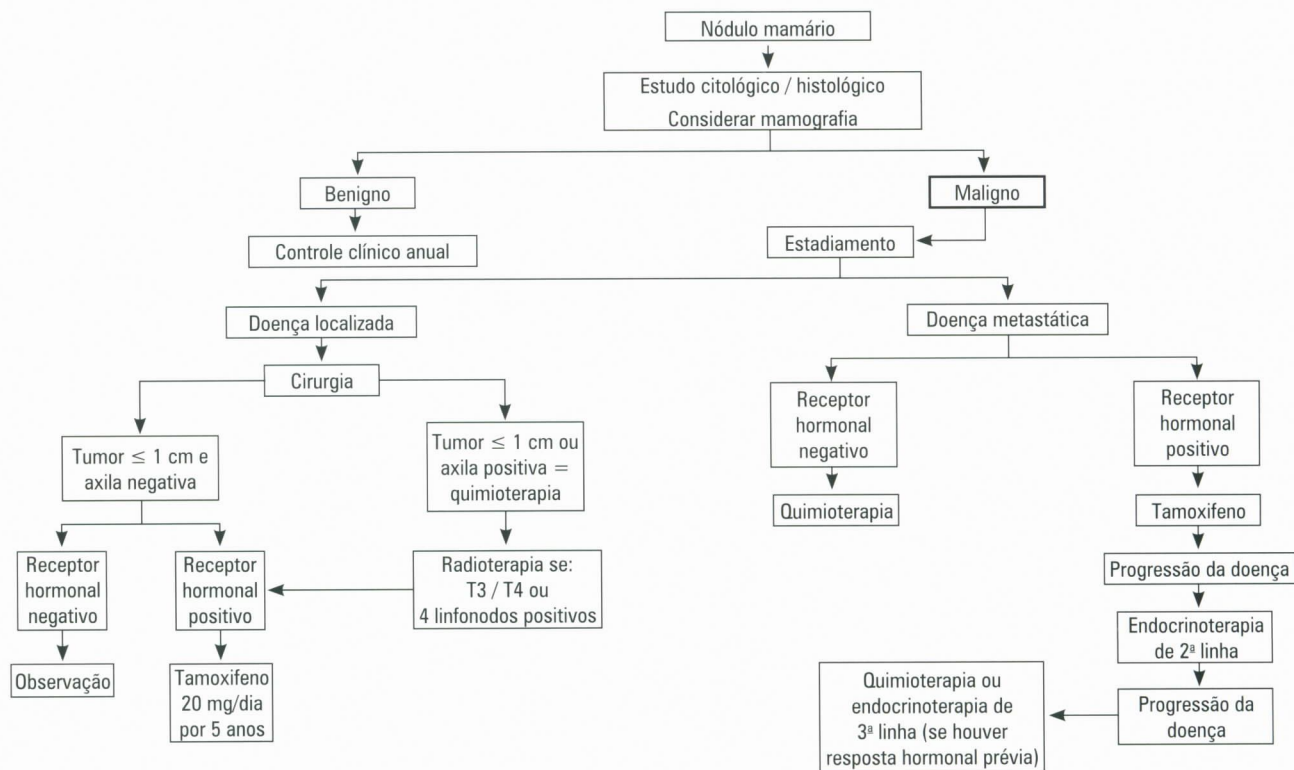 Nódulo mamário
Estudo citológico / histológico
Considerar mamografia
Benigno
Maligno
Controle clínico anual
Estadiamento
Doença localizada
Doença metastática
Cirurgia
Receptor
hormonal
negativo
Receptor
hormonal
positivo
Tumor ≤ 1 cm e
axila negativa
Tumor ≤ 1 cm ou
axila positiva =
quimioterapia
Quimioterapia
Tamoxifeno
Receptor
hormonal
negativo
Receptor
hormonal
positivo
Radioterapia se:
T3 / T4 ou
4 linfonodos positivos
Progressão da doença
Endocrinoterapia
de 2ª linha
Observação
Tamoxifeno
20 mg/dia
por 5 anos
Quimioterapia ou
endocrinoterapia de
3ª linha (se houver
resposta hormonal prévia)
Progressão da
doença